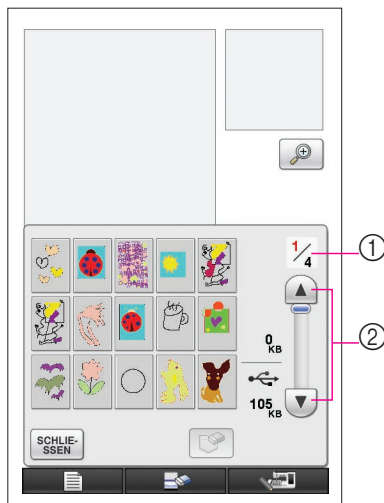 1/4
①
0 KB
②
105 KB
SCHLIE-
SSEN